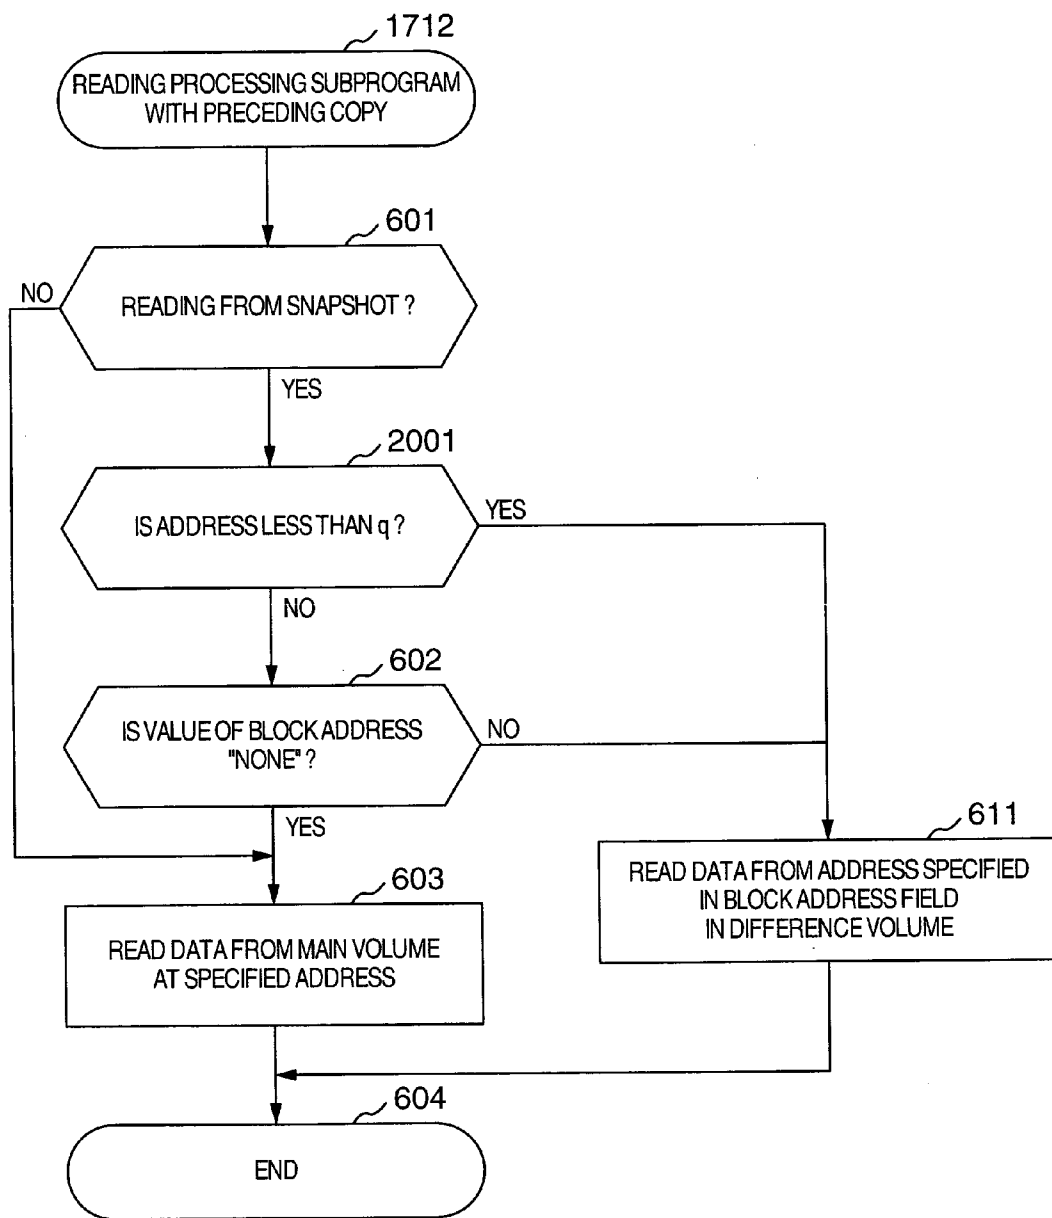 1712
READING PROCESSING SUBPROGRAM
WITH PRECEDING COPY
601
NO
READING FROM SNAPSHOT ?
YES
2001
YES
IS ADDRESS LESS THAN q ?
NO
602
IS VALUE OF BLOCK ADDRESS
"NONE" ?
NO
YES
611
READ DATA FROM ADDRESS SPECIFIED
IN BLOCK ADDRESS FIELD
IN DIFFERENCE VOLUME
603
READ DATA FROM MAIN VOLUME
AT SPECIFIED ADDRESS
604
END